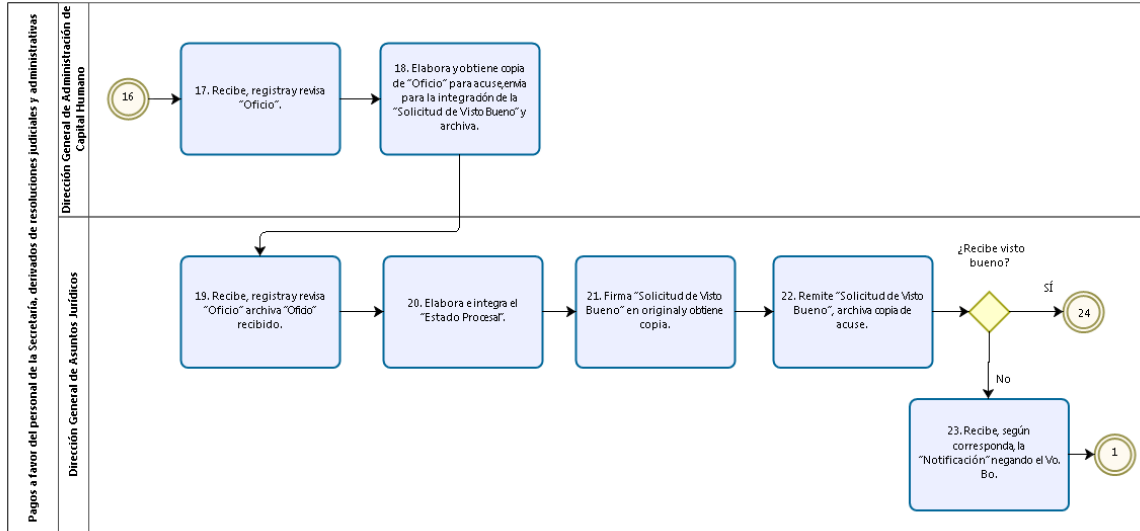 Pagos a favor del personal de la Secretaría, derivados de resoluciones judiciales y administrativas
Dirección General de Administración de
Capital Humano
16
17. Recibe, registra y revisa
"Oficio".
18. Elabora y obtiene copia
de "Oficio" para acuse,envia
para la integración de la
"Solicitud de Visto Bueno" y
archiva.
Dirección General de Asuntos Jurídicos
19. Recibe, registra y revisa
"Oficio" archiva "Oficio"
recibido.
20. Elabora e integra el
"Estado Procesal".
21. Firma "Solicitud de Visto
Bueno" en original y obtiene
copia.
22. Remite "Solicitud de Visto
Bueno", archiva copia de
acuse.
¿Recibe visto
bueno?
SÍ
24
No
23. Recibe, según
corresponda, la
"Notificación" negando el Vo.
Bo.
1